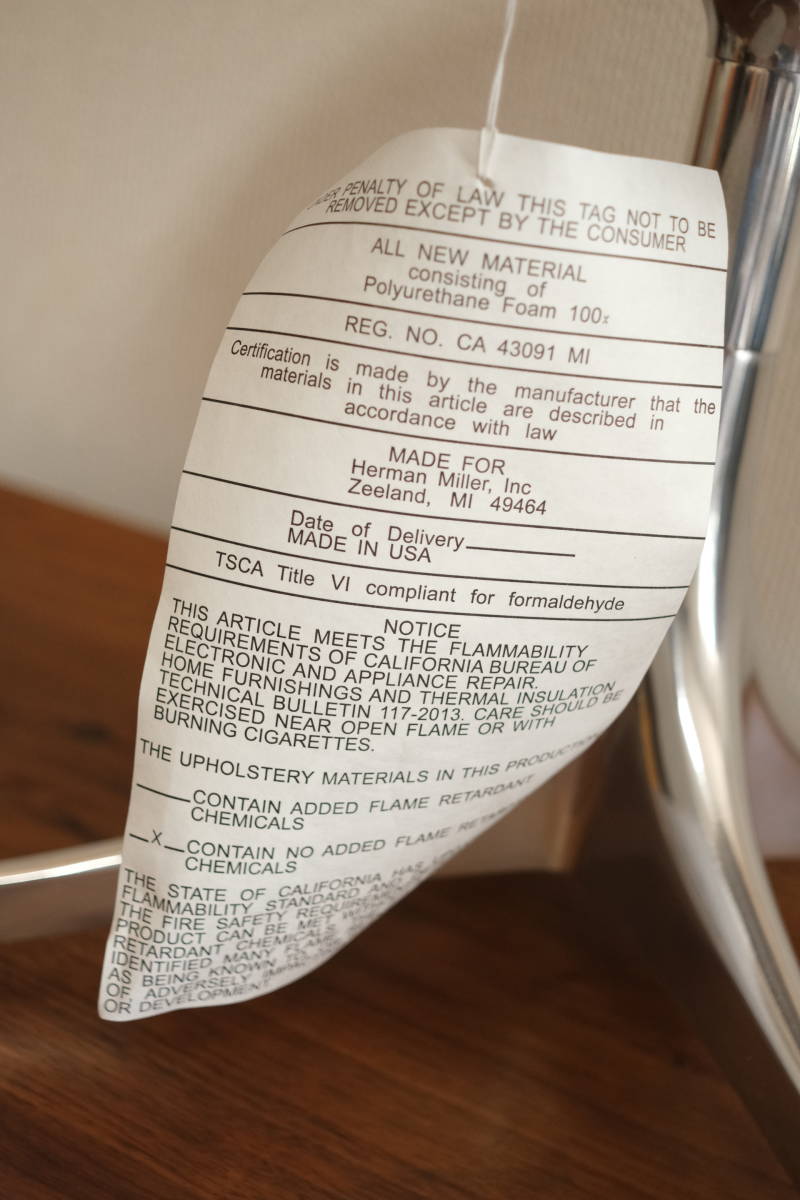 PENALTY OF LAW THIS TAG NOT TO BE
REMOVED EXCEPT BY THE CONSUMER
ALL NEW MATERIAL
consisting of
Polyurethane Foam 100x
REG. NO. CA 43091 MI
Certification is made by the manufacturer that the
materials in this article are described in
accordance with law
MADE FOR
Herman Miller, Inc
Zeeland, MI 49464
Date of Delivery
MADE IN USA
TSCA Title VI compliant for formaldehyde
NOTICE
THIS ARTICLE MEETS THE FLAMMABILITY
REQUIREMENTS OF CALIFORNIA BUREAU OF
ELECTRONIC AND APPLIANCE REPAIR.
HOME FURNISHINGS AND THERMAL INSULATION
TECHNICAL BULLETIN 117-2013. CARE SHOULD BE
EXERCISED NEAR OPEN FLAME OR WITH
BURNING CIGARETTES.
THE UPHOLSTERY MATERIALS IN THIS PRODUCT
CONTAIN ADDED FLAME RETARDANT
CHEMICALS
X CONTAIN NO ADDED FLAME
CHEMICALS
THE STATE OF CALIFORNIA HAS
FLAMMABILITY STANDARD AND
THE FIRE SAFETY
PRODUCT CAN BE MET
RETARDANT CHEMICALS
IDENTIFIED MANY
AS BEING KNOWN TO
OF, ADVERSELY
OR DEVELOPMENT